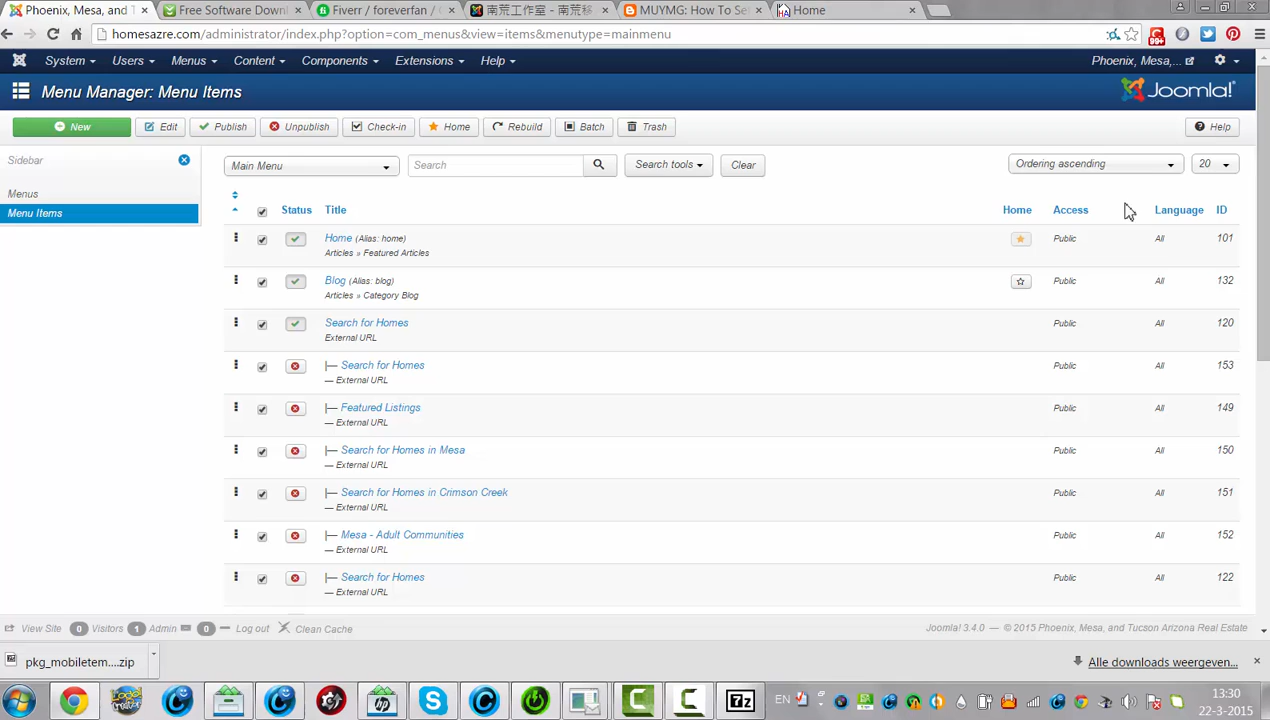 Phoenix, Mesa, and T
Free Software Downl
Fiverr / foreverfan / C
南荒工作室 - 南荒移
MUYMG: How To Se
Home
homesazre.com/administrator/index.php?option=com_menus&view=items&menutype=mainmenu
99+
System Users Menus Content Components Extensions Help Phoenix, Mesa,...
Menu Manager: Menu Items Joomla!
New Edit Publish Unpublish Check-in Home Rebuild Batch Trash Help
Sidebar
Menus
Menu Items
Main Menu Search Search tools Clear Ordering ascending 20
Status Title Home Access Language ID
Home (Alias: home) Public All 101
Articles » Featured Articles
Blog (Alias: blog) Public All 132
Articles » Category Blog
Search for Homes Public All 120
External URL
|— Search for Homes Public All 153
— External URL
|— Featured Listings Public All 149
— External URL
|— Search for Homes in Mesa Public All 150
— External URL
|— Search for Homes in Crimson Creek Public All 151
— External URL
|— Mesa - Adult Communities Public All 152
— External URL
|— Search for Homes Public All 122
— External URL
View Site 0 Visitors 1 Admin 0 Log out Clean Cache Joomla! 3.4.0 — © 2015 Phoenix, Mesa, and Tucson Arizona Real Estate
pkg_mobiletem....zip Alle downloads weergeven...
EN 13:30
22-3-2015